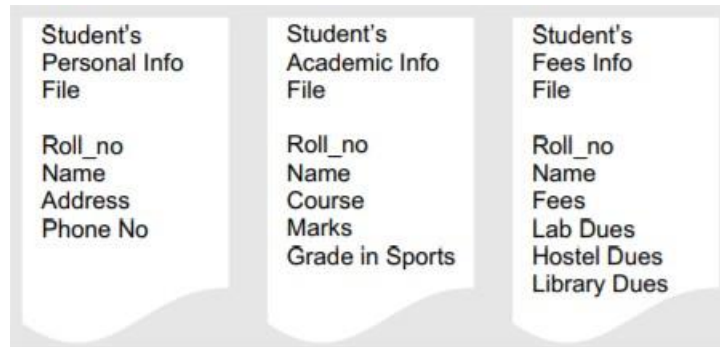 Student's
Personal Info
File
Roll_no
Name
Address
Phone No
Student's
Academic Info
File
Roll_no
Name
Course
Marks
Grade in Sports
Student's
Fees Info
File
Roll_no
Name
Fees
Lab Dues
Hostel Dues
Library Dues